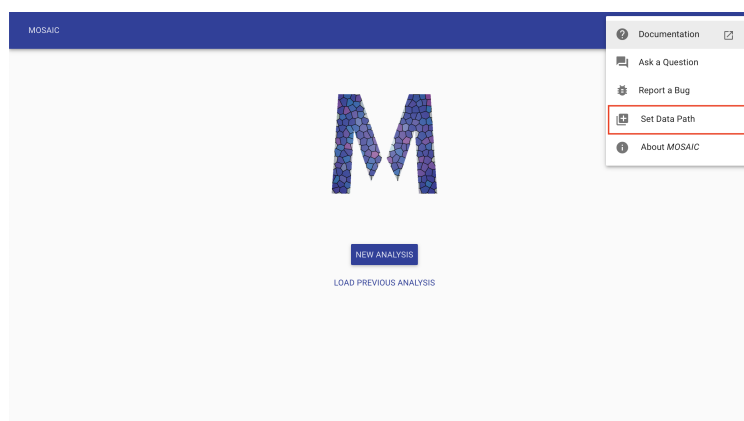 MOSAIC
Documentation
Ask a Question
Report a Bug
Set Data Path
About MOSAIC
M
NEW ANALYSIS
LOAD PREVIOUS ANALYSIS